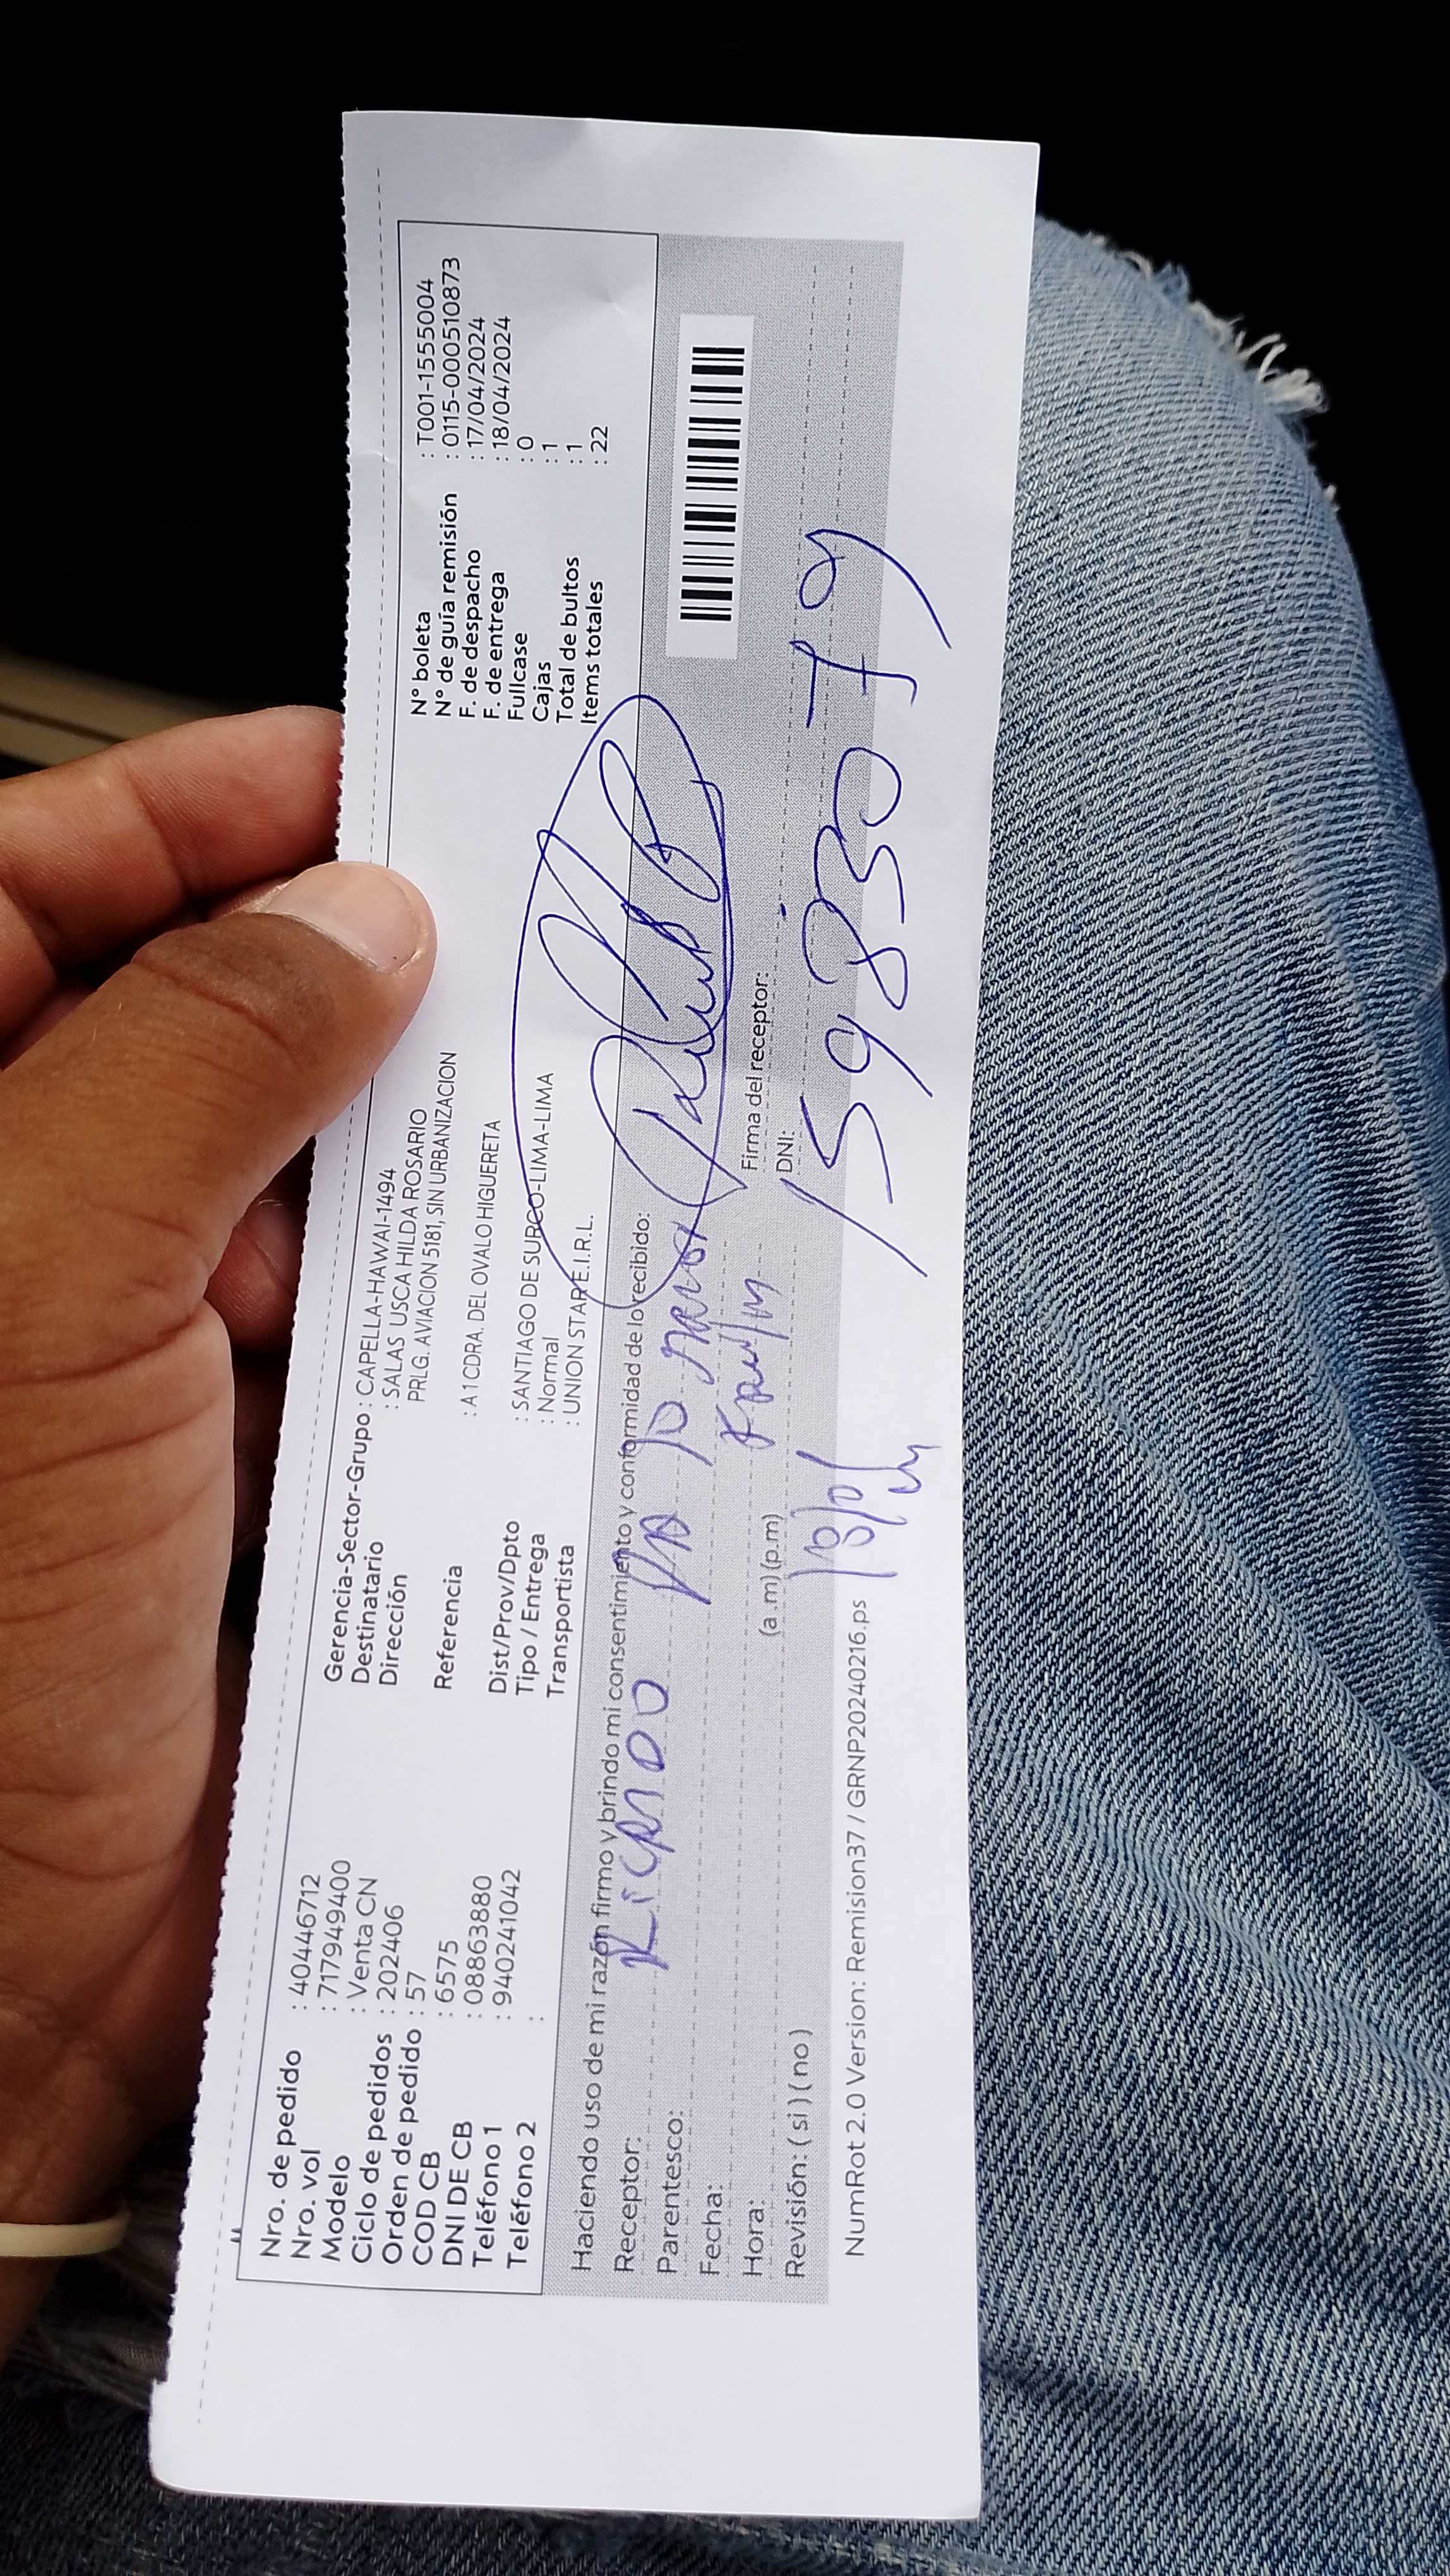 Nro. de pedido : 40446712
Nro. vol : 717949400
Modelo : Venta CN
Ciclo de pedidos : 202406
Orden de pedido : 57
COD CB : 6575
DNI DE CB : 08863880
Teléfono 1 : 940241042
Teléfono 2 :
Gerencia-Sector-Grupo : CAPELLA-HAWAI-1494
Destinatario : SALAS USCA HILDA ROSARIO
Dirección PRLG. AVIACION 5181, SIN URBANIZACION
Referencia : A 1 CDRA. DEL OVALO HIGUERETA
Dist/Prov/Dpto : SANTIAGO DE SURCO-LIMA-LIMA
Tipo / Entrega : Normal
Transportista : UNION STAR E.I.R.L.
N° boleta : T001-1555004
N° de guía remisión : 0115-0000510873
F. de despacho : 17/04/2024
F. de entrega : 18/04/2024
Fullcase : 0
Cajas : 1
Total de bultos : 1
Items totales : 22
Haciendo uso de mi razón firmo y brindo mi consentimiento y conformidad de lo recibido:
Receptor:
Parentesco:
Fecha:
Hora: (a.m) (p.m)
Revisión: ( si ) ( no )
Firma del receptor:
DNI:
NumRot 2.0 Version: Remision37 / GRNP20240216.ps